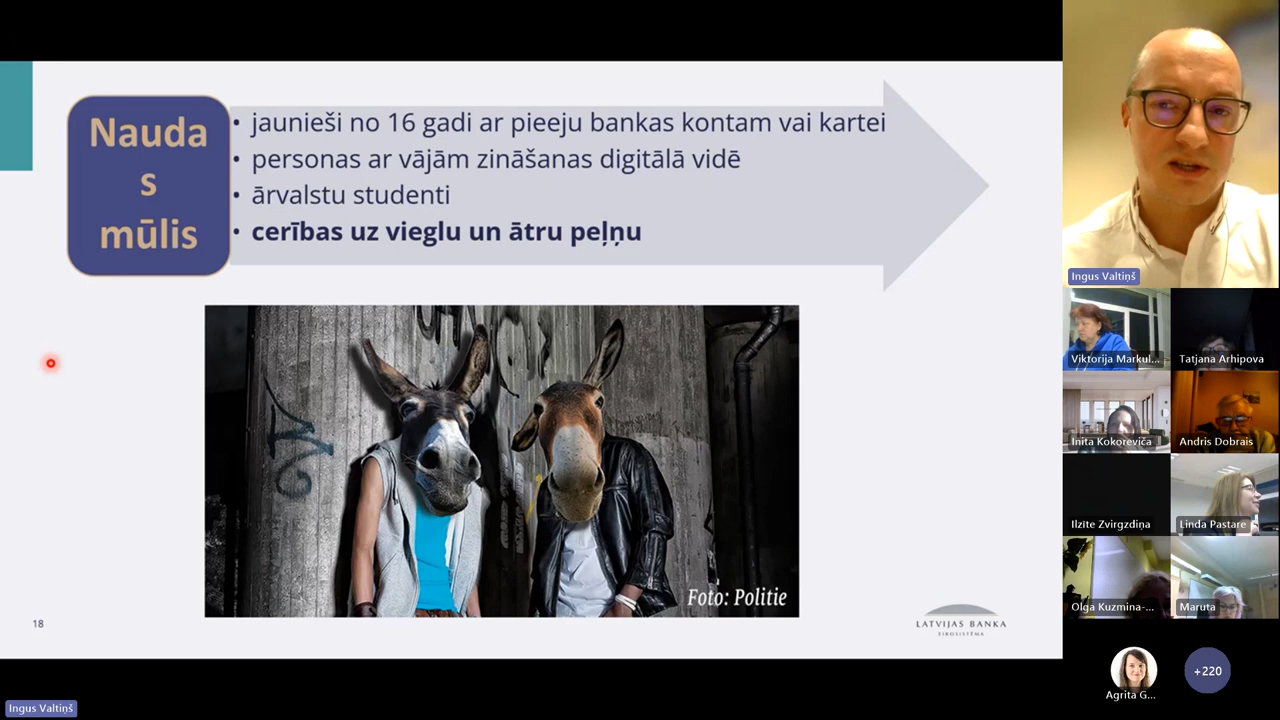 Nauda
s
mūlis
• jaunieši no 16 gadi ar pieeju bankas kontam vai kartei
• personas ar vājām zināšanas digitālā vidē
• ārvalstu studenti
• cerības uz vieglu un ātru peļņu
Foto: Politie
18
LATVIJAS BANKA
EIROSISTĒMA
Ingus Valtiņš
Ingus Valtiņš
Viktorija Markul...
Tatjana Arhipova
Inita Kokoreviča
Andris Dobrais
Ilzīte Zvirgzdiņa
Linda Pastare
Olga Kuzmina-...
Maruta
Agrita G...
+220